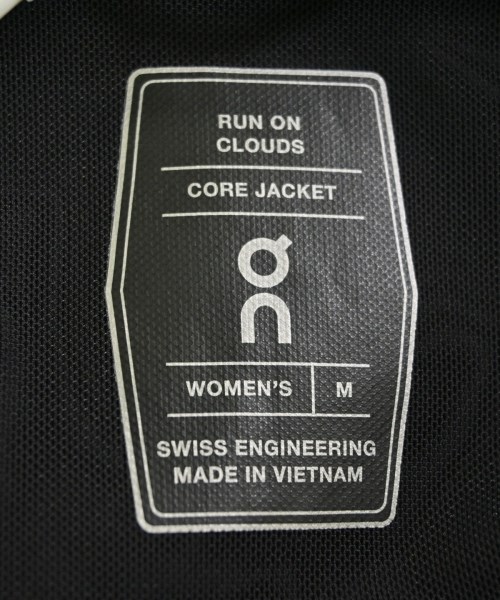 RUN ON
CLOUDS
CORE JACKET
WOMEN'S M
SWISS ENGINEERING
MADE IN VIETNAM